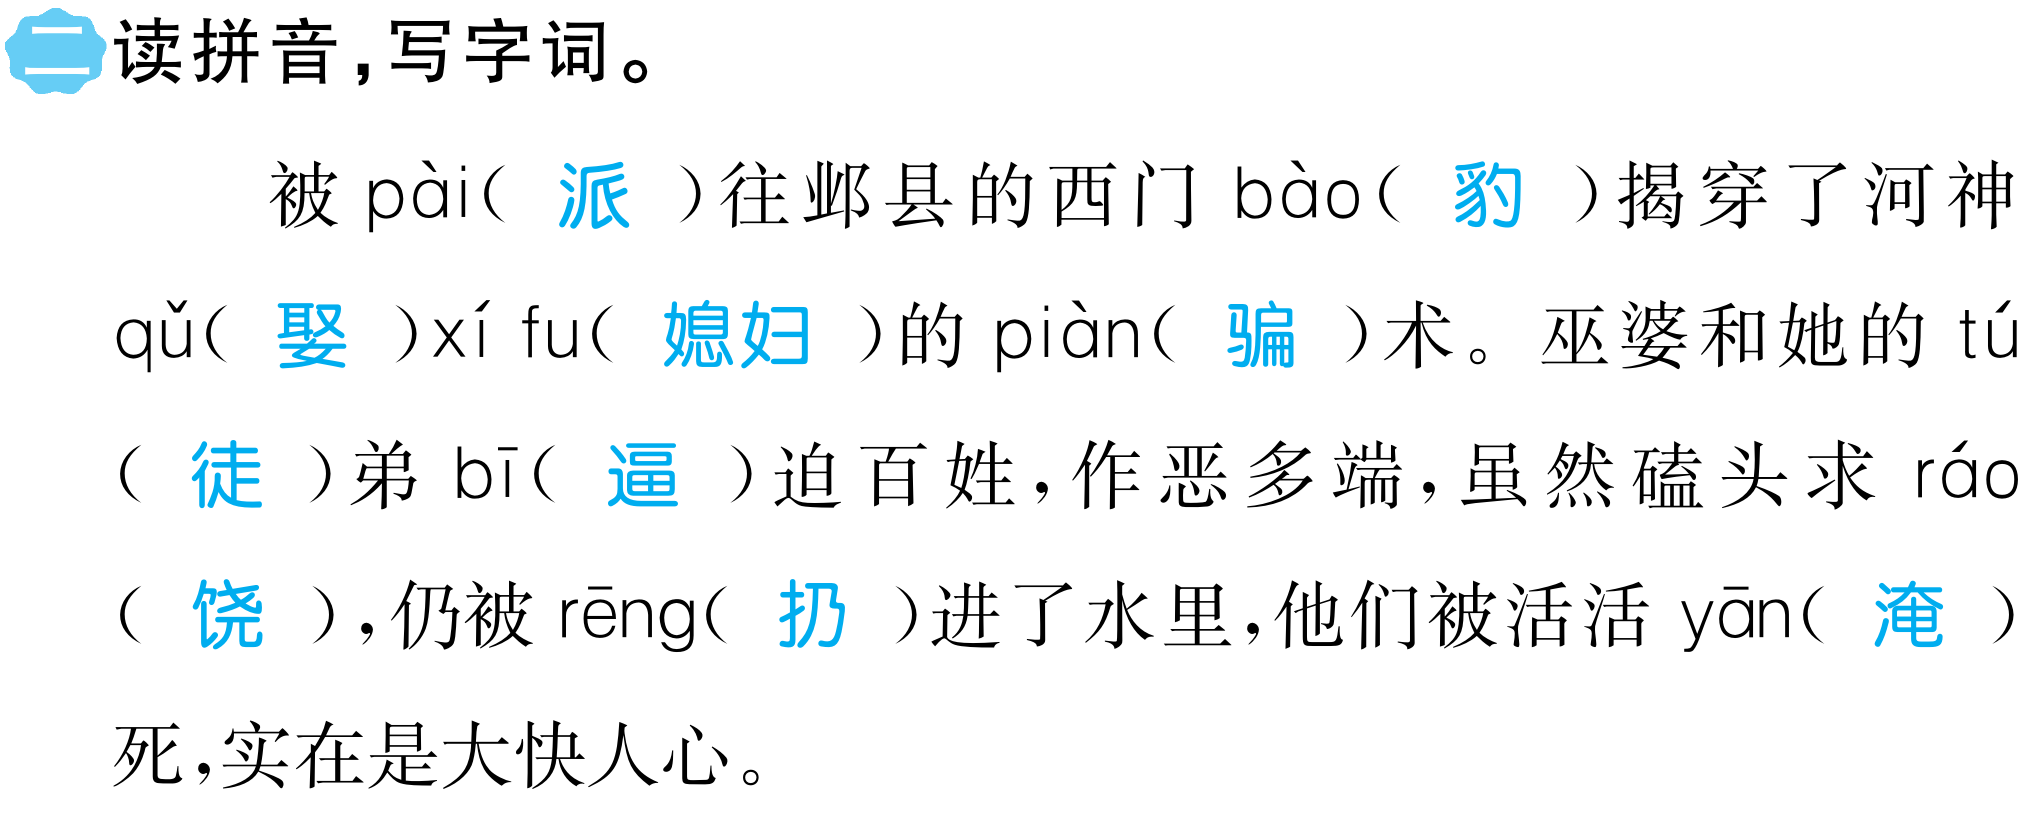 二 读拼音,写字词。
被 pài( 派 )往邺县的西门 bào( 豹 )揭穿了河神
qǔ( 娶 )xí fu( 媳妇 )的 piàn( 骗 )术。巫婆和她的 tú
( 徒 )弟 bī( 逼 )迫百姓,作恶多端,虽然磕头求 ráo
( 饶 ),仍被 rēng( 扔 )进了水里,他们被活活 yān( 淹 )
死,实在是大快人心。